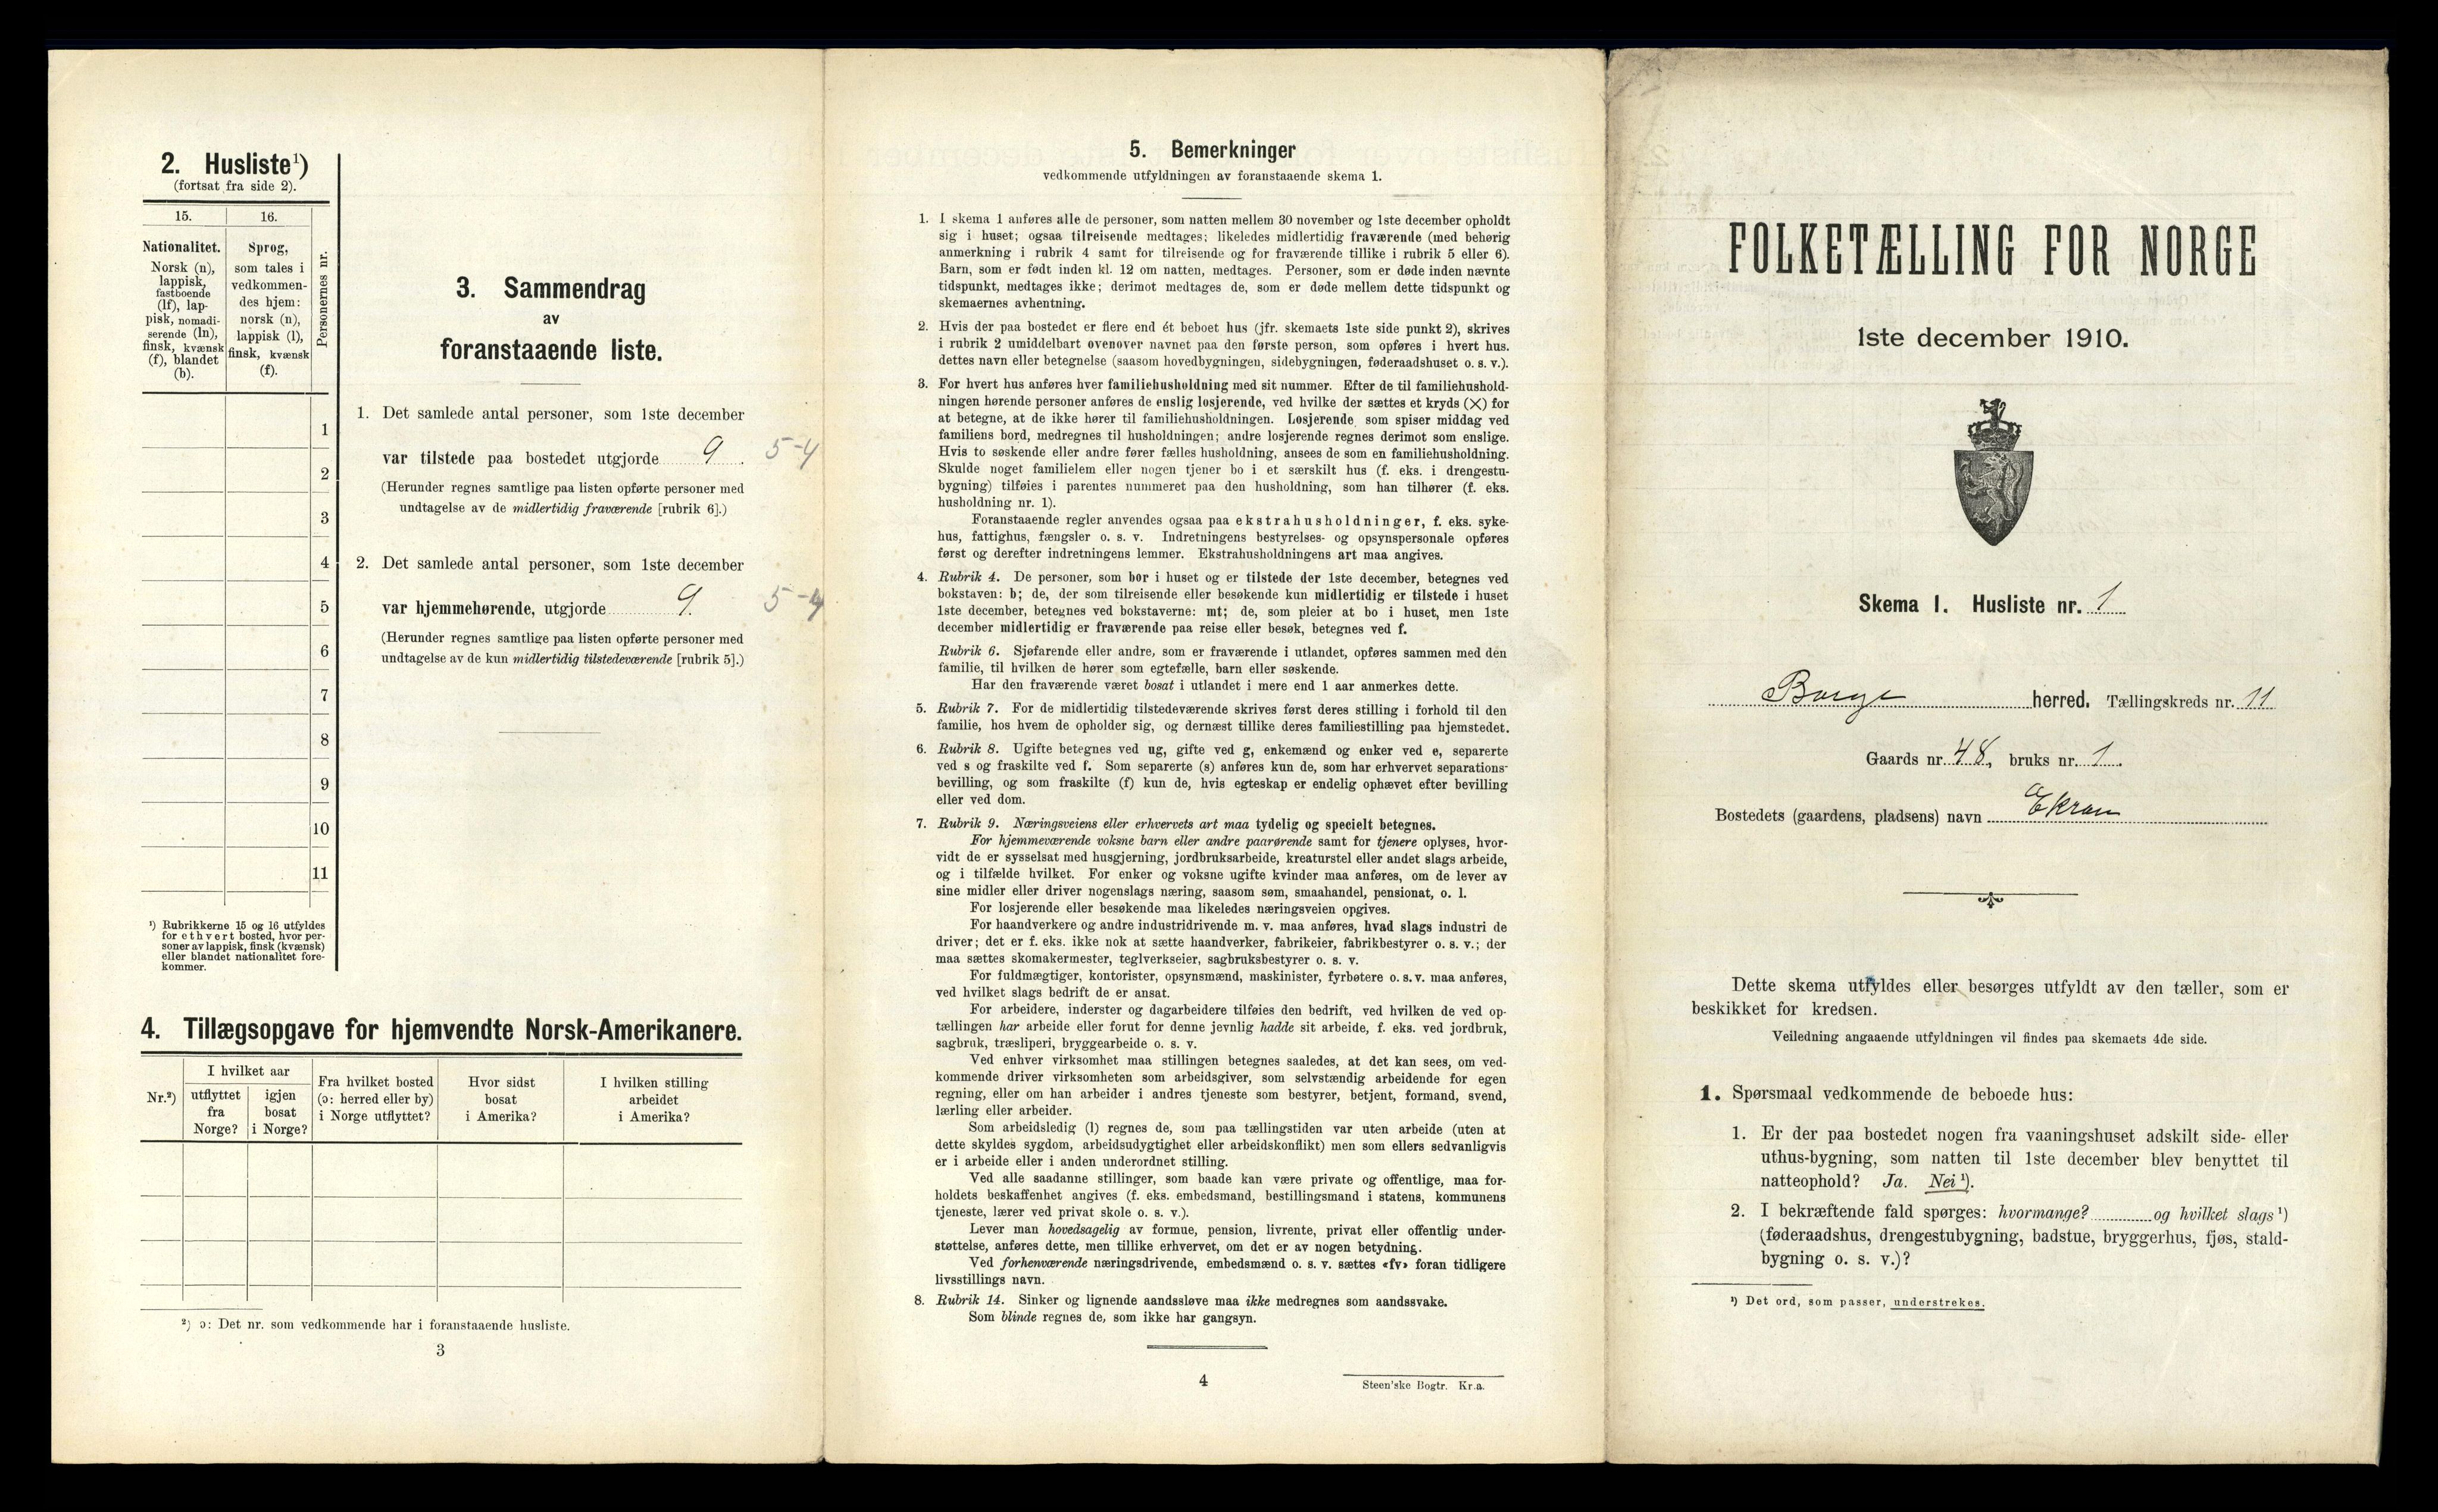 2. Husliste¹)
(fortsat fra side 2).
15.
16.
Personernes nr.
Nationalitet.
Norsk (n),
lappisk,
fastboende
(lf), lap-
pisk, nomadi-
serende (ln),
finsk, kvænsk
(f), blandet
(b).
Sprog,
som tales i
vedkommen-
des hjem:
norsk (n),
lappisk (l),
finsk, kvænsk
(f).
1
2
3
4
5
6
7
8
9
10
11
¹) Rubrikkerne 15 og 16 utfyldes
for ethvert bosted, hvor per-
soner av lappisk, finsk (kvænsk)
eller blandet nationalitet fore-
kommer.
3. Sammendrag
av
foranstaaende liste.
1. Det samlede antal personer, som 1ste december
var tilstede paa bostedet utgjorde 9. 5-4
(Herunder regnes samtlige paa listen opførte personer med
undtagelse av de midlertidig fraværende [rubrik 6].)
2. Det samlede antal personer, som 1ste december
var hjemmehørende, utgjorde 9. 5-4
(Herunder regnes samtlige paa listen opførte personer med
undtagelse av de kun midlertidig tilstedeværende [rubrik 5].)
4. Tillægsopgave for hjemvendte Norsk-Amerikanere.
Nr.²)
I hvilket aar
utflyttet
fra
Norge?
igjen
bosat
i Norge?
Fra hvilket bosted
(ɔ: herred eller by)
i Norge utflyttet?
Hvor sidst
bosat
i Amerika?
I hvilken stilling
arbeidet
i Amerika?
²) ɔ: Det nr. som vedkommende har i foranstaaende husliste.
3
5. Bemerkninger
vedkommende utfyldningen av foranstaaende skema 1.
1. I skema 1 anføres alle de personer, som natten mellem 30 november og 1ste december opholdt
sig i huset; ogsaa tilreisende medtages; likeledes midlertidig fraværende (med behørig
anmerkning i rubrik 4 samt for tilreisende og for fraværende tillike i rubrik 5 eller 6).
Barn, som er født inden kl. 12 om natten, medtages. Personer, som er døde inden nævnte
tidspunkt, medtages ikke; derimot medtages de, som er døde mellem dette tidspunkt og
skemaernes avhentning.
2. Hvis der paa bostedet er flere end ét beboet hus (jfr. skemaets 1ste side punkt 2), skrives
i rubrik 2 umiddelbart ovenover navnet paa den første person, som opføres i hvert hus.
dettes navn eller betegnelse (saasom hovedbygningen, sidebygningen, føderaadshuset o. s. v.).
3. For hvert hus anføres hver familiehusholdning med sit nummer. Efter de til familiehushold-
ningen hørende personer anføres de enslig losjerende, ved hvilke der sættes et kryds (×) for
at betegne, at de ikke hører til familiehusholdningen. Losjerende som spiser middag ved
familiens bord, medregnes til husholdningen; andre losjerende regnes derimot som enslige.
Hvis to søskende eller andre fører fælles husholdning, ansees de som en familiehusholdning.
Skulde noget familielem eller nogen tjener bo i et særskilt hus (f. eks. i drengestu-
bygning) tilføies i parentes nummeret paa den husholdning, som han tilhører (f. eks.
husholdning nr. 1).
Foranstaaende regler anvendes ogsaa paa ekstrahusholdninger, f. eks. syke-
hus, fattighus, fængsler o. s. v. Indretningens bestyrelses- og opsynspersonale opføres
først og derefter indretningens lemmer. Ekstrahusholdningens art maa angives.
4. Rubrik 4. De personer, som bor i huset og er tilstede der 1ste december, betegnes ved
bokstaven: b; de, der som tilreisende eller besøkende kun midlertidig er tilstede i huset
1ste december, betegnes ved bokstaverne: mt; de, som pleier at bo i huset, men 1ste
december midlertidig er fraværende paa reise eller besøk, betegnes ved f.
Rubrik 6. Sjøfarende eller andre, som er fraværende i utlandet, opføres sammen med den
familie, til hvilken de hører som egtefælle, barn eller søskende.
Har den fraværende været bosat i utlandet i mere end 1 aar anmerkes dette.
5. Rubrik 7. For de midlertidig tilstedeværende skrives først deres stilling i forhold til den
familie, hos hvem de opholder sig, og dernæst tillike deres familiestilling paa hjemstedet.
6. Rubrik 8. Ugifte betegnes ved ug, gifte ved g, enkemænd og enker ved e, separerte
ved s og fraskilte ved f. Som separerte (s) anføres kun de, som har erhvervet separations-
bevilling, og som fraskilte (f) kun de, hvis egteskap er endelig ophævet efter bevilling
eller ved dom.
7. Rubrik 9. Næringsveiens eller erhvervets art maa tydelig og specielt betegnes.
For hjemmeværende voksne barn eller andre paarørende samt for tjenere oplyses, hvor-
vidt de er sysselsat med husgjerning, jordbruksarbeide, kreaturstel eller andet slags arbeide,
og i tilfælde hvilket. For enker og voksne ugifte kvinder maa anføres, om de lever av
sine midler eller driver nogenslags næring, saasom søm, smaahandel, pensionat, o. l.
For losjerende eller besøkende maa likeledes næringsveien opgives.
For haandverkere og andre industridrivende m. v. maa anføres, hvad slags industri de
driver; det er f. eks. ikke nok at sætte haandverker, fabrikeier, fabrikbestyrer o. s. v.; der
maa sættes skomakermester, teglverkseier, sagbruksbestyrer o. s. v.
For fuldmægtiger, kontorister, opsynsmænd, maskinister, fyrbøtere o. s. v. maa anføres,
ved hvilket slags bedrift de er ansat.
For arbeidere, inderster og dagarbeidere tilføies den bedrift, ved hvilken de ved op-
tællingen har arbeide eller forut for denne jevnlig hadde sit arbeide, f. eks. ved jordbruk,
sagbruk, træsliperi, bryggearbeide o. s. v.
Ved enhver virksomhet maa stillingen betegnes saaledes, at det kan sees, om ved-
kommende driver virksomheten som arbeidsgiver, som selvstændig arbeidende for egen
regning, eller om han arbeider i andres tjeneste som bestyrer, betjent, formand, svend,
lærling eller arbeider.
Som arbeidsledig (l) regnes de, som paa tællingstiden var uten arbeide (uten at
dette skyldes sygdom, arbeidsudygtighet eller arbeidskonflikt) men som ellers sedvanligvis
er i arbeide eller i anden underordnet stilling.
Ved alle saadanne stillinger, som baade kan være private og offentlige, maa for-
holdets beskaffenhet angives (f. eks. embedsmand, bestillingsmand i statens, kommunens
tjeneste, lærer ved privat skole o. s. v.).
Lever man hovedsagelig av formue, pension, livrente, privat eller offentlig under-
støttelse, anføres dette, men tillike erhvervet, om det er av nogen betydning.
Ved forhenværende næringsdrivende, embedsmænd o. s. v. sættes «fv» foran tidligere
livsstillings navn.
8. Rubrik 14. Sinker og lignende aandssløve maa ikke medregnes som aandssvake.
Som blinde regnes de, som ikke har gangsyn.
4
Steen'ske Bogtr. Kr.a.
FOLKETÆLLING FOR NORGE
1ste december 1910.
Skema 1. Husliste nr. 1
Borge herred. Tællingskreds nr. 11
Gaards nr. 48, bruks nr. 1.
Bostedets (gaardens, pladsens) navn Ekran
Dette skema utfyldes eller besørges utfyldt av den tæller, som er
beskikket for kredsen.
Veiledning angaaende utfyldningen vil findes paa skemaets 4de side.
1. Spørsmaal vedkommende de beboede hus:
1. Er der paa bostedet nogen fra vaaningshuset adskilt side- eller
uthus-bygning, som natten til 1ste december blev benyttet til
natteophold? Ja. Nei ¹).
2. I bekræftende fald spørges: hvormange? og hvilket slags ¹)
(føderaadshus, drengestubygning, badstue, bryggerhus, fjøs, stald-
bygning o. s. v.)?
¹) Det ord, som passer, understrekes.